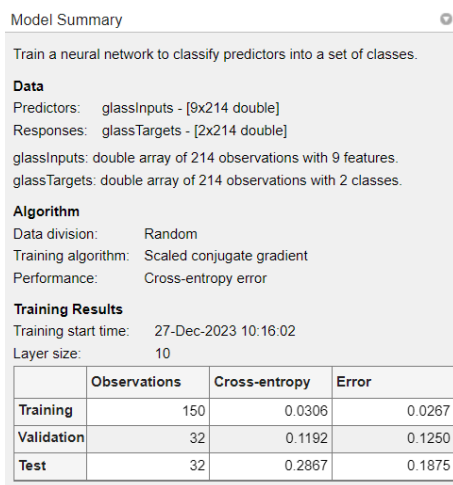 Model Summary
Train a neural network to classify predictors into a set of classes.
Data
Predictors: glassInputs - [9x214 double]
Responses: glassTargets - [2x214 double]
glassInputs: double array of 214 observations with 9 features.
glassTargets: double array of 214 observations with 2 classes.
Algorithm
Data division: Random
Training algorithm: Scaled conjugate gradient
Performance: Cross-entropy error
Training Results
Training start time: 27-Dec-2023 10:16:02
Layer size: 10
Observations Cross-entropy Error
Training 150 0.0306 0.0267
Validation 32 0.1192 0.1250
Test 32 0.2867 0.1875